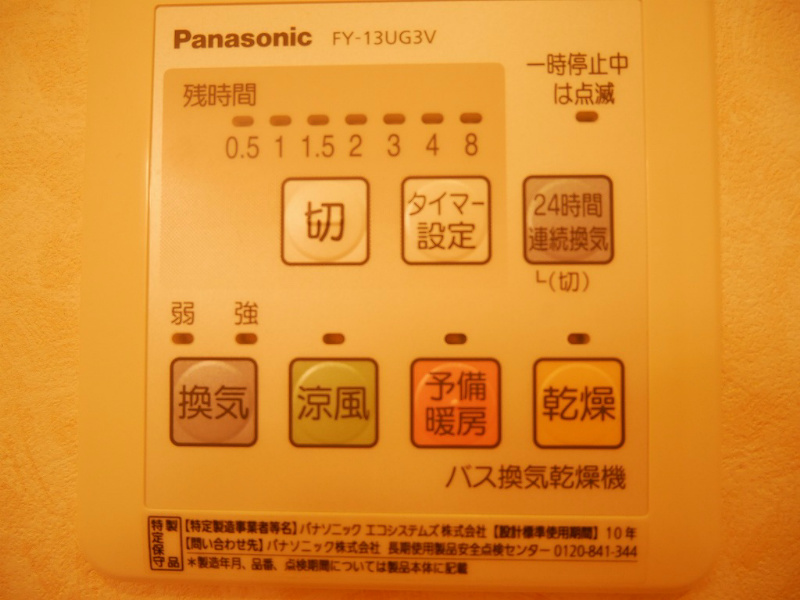 Panasonic FY-13UG3V
一時停止中
は点滅
残時間
0.5 1 1.5 2 3 4 8
切
タイマー
設定
24時間
連続換気
└(切)
弱 強
換気
涼風
予備
暖房
乾燥
バス換気乾燥機
特定保守製品
【特定製造事業者等名】パナソニック エコシステムズ株式会社 【設計標準使用期間】 10年
【問い合わせ先】パナソニック株式会社 長期使用製品安全点検センター 0120-841-344
*製造年月、品番、点検期間については製品本体に記載